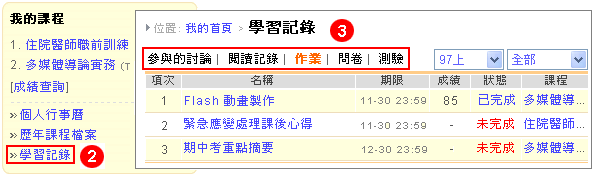 我的課程
1. 住院醫師職前訓練
2. 多媒體導論實務 (T
[成績查詢]
» 個人行事曆
» 歷年課程檔案
» 學習記錄
2
位置: 我的首頁 > 學習記錄
3
參與的討論 | 閱讀記錄 | 作業 | 問卷 | 測驗
97上 全部
項次 名稱 期限 成績 狀態 課程
1 Flash 動畫製作 11-30 23:59 85 已完成 多媒體導...
2 緊急應變處理課後心得 11-30 23:59 - 未完成 住院醫師...
3 期中考重點摘要 12-30 23:59 - 未完成 多媒體導...